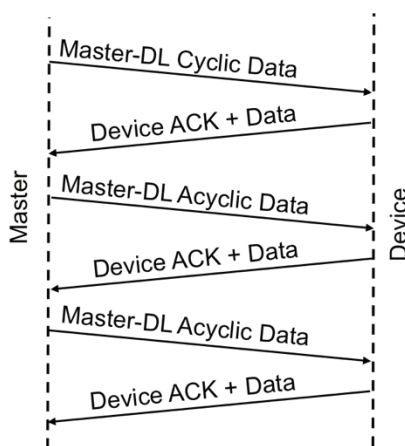 Master-DL Cyclic Data
Device ACK + Data
Master-DL Acyclic Data
Master
Device
Device ACK + Data
Master-DL Acyclic Data
Device ACK + Data